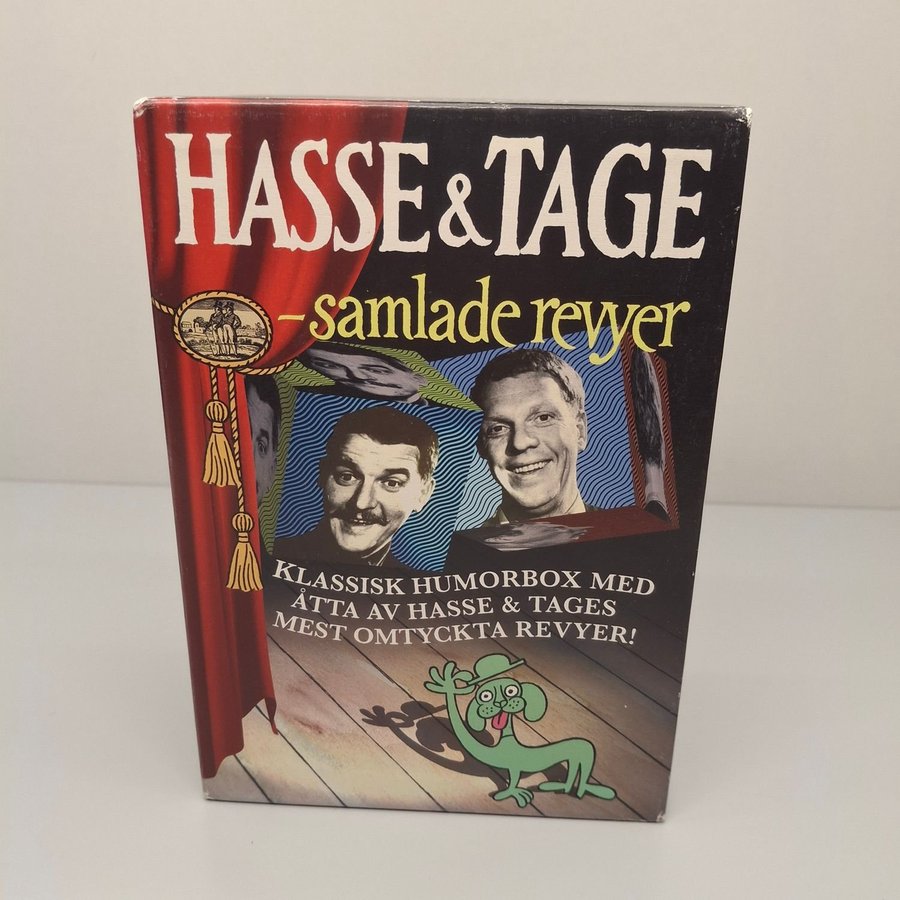 HASSE & TAGE
– samlade revyer
KLASSISK HUMORBOX MED
ÅTTA AV HASSE & TAGES
MEST OMTYCKTA REVYER!